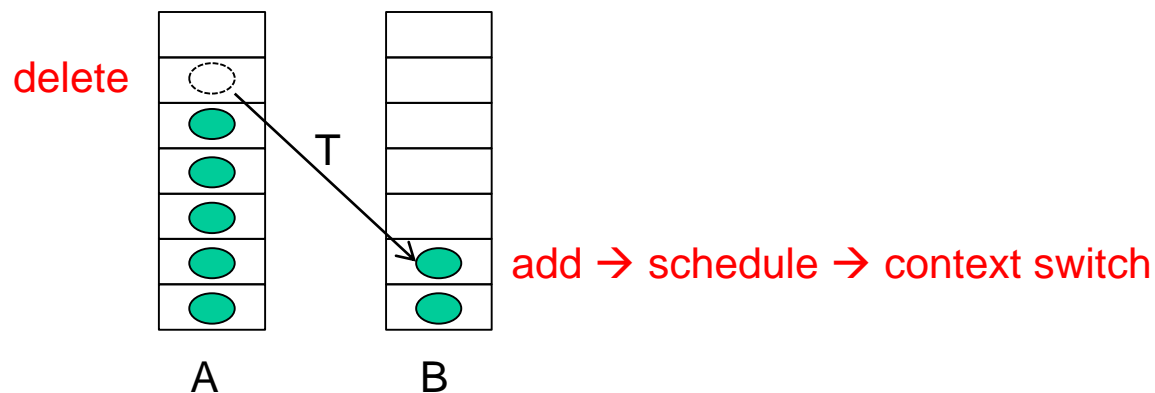 delete
T
add → schedule → context switch
A
B